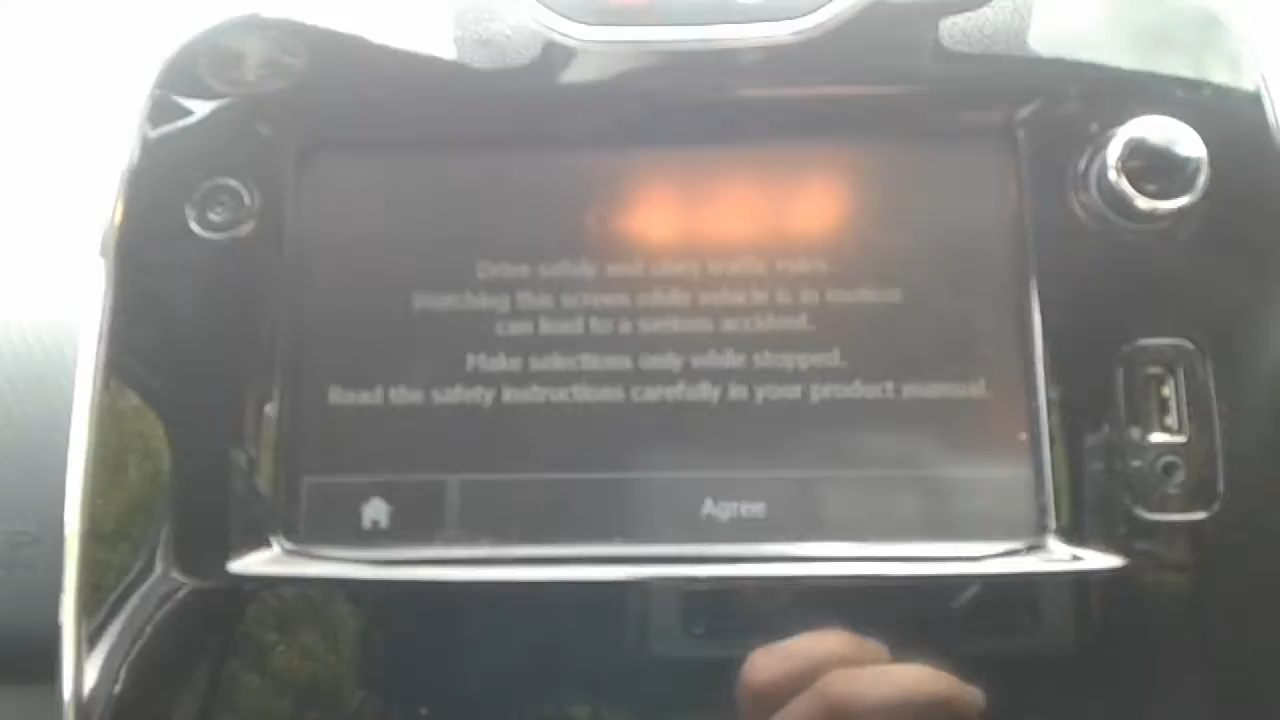 Drive safely and obey traffic rules.
Watching this screen while vehicle is in motion
can lead to a serious accident.
Make selections only while stopped.
Read the safety instructions carefully in your product manual.
Agree